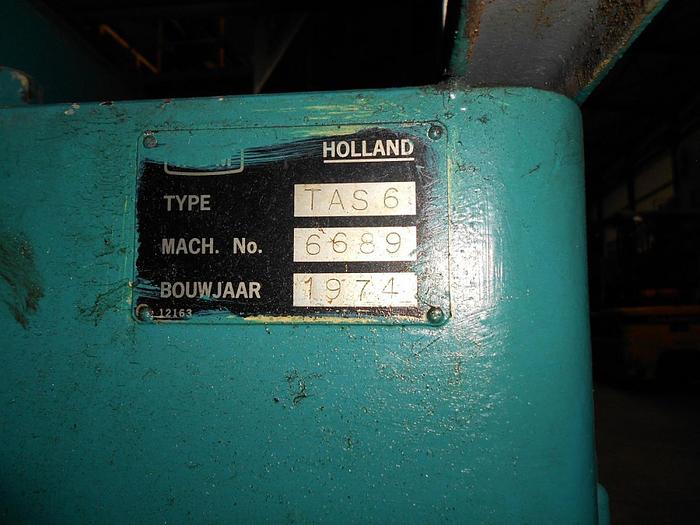 HOLLAND
TYPE TAS 6
MACH. No. 6689
BOUWJAAR 1974
12163